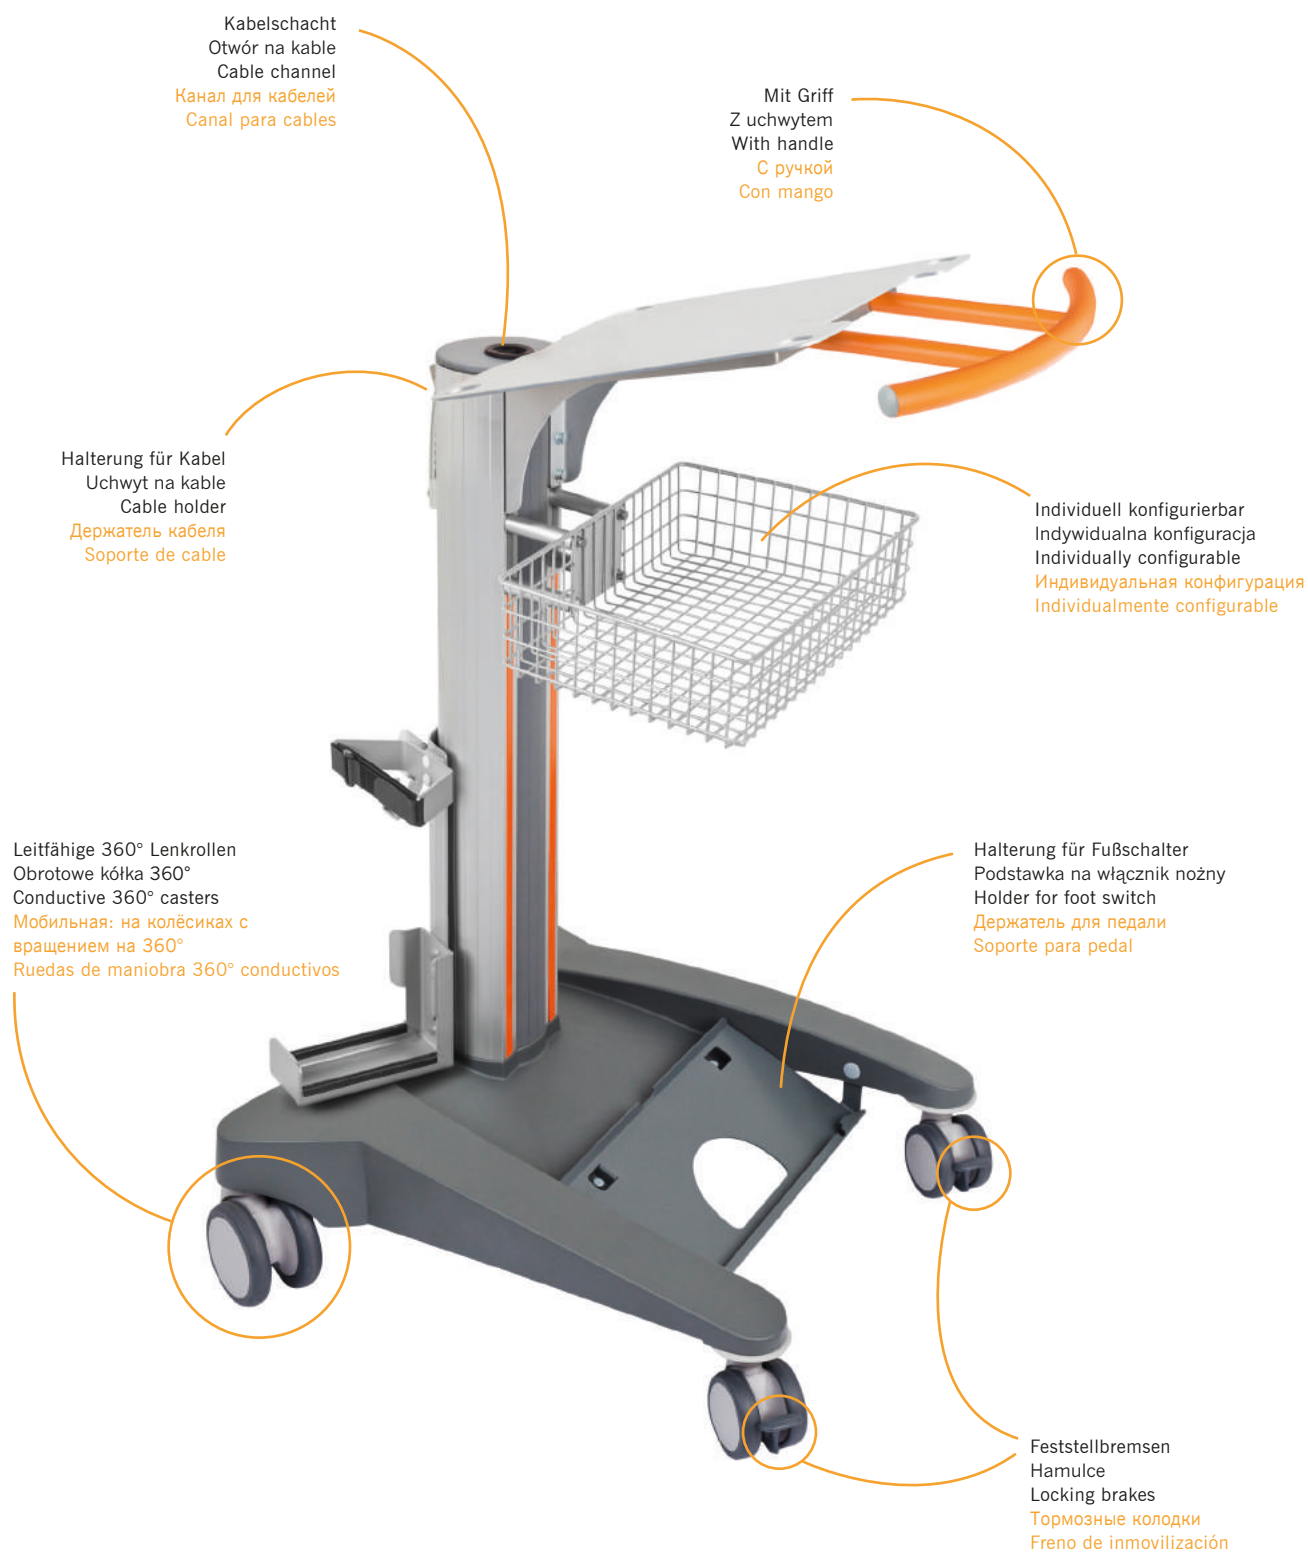 Kabelschacht
Otwór na kable
Cable channel
Канал для кабелей
Canal para cables
Mit Griff
Z uchwytem
With handle
С ручкой
Con mango
Halterung für Kabel
Uchwyt na kable
Cable holder
Держатель кабеля
Soporte de cable
Individuell konfigurierbar
Indywidualna konfiguracja
Individually configurable
Индивидуальная конфигурация
Individualmente configurable
Leitfähige 360° Lenkrollen
Obrotowe kółka 360°
Conductive 360° casters
Мобильная: на колёсиках с
вращением на 360°
Ruedas de maniobra 360° conductivos
Halterung für Fußschalter
Podstawka na włącznik nożny
Holder for foot switch
Держатель для педали
Soporte para pedal
Feststellbremsen
Hamulce
Locking brakes
Тормозные колодки
Freno de inmovilización